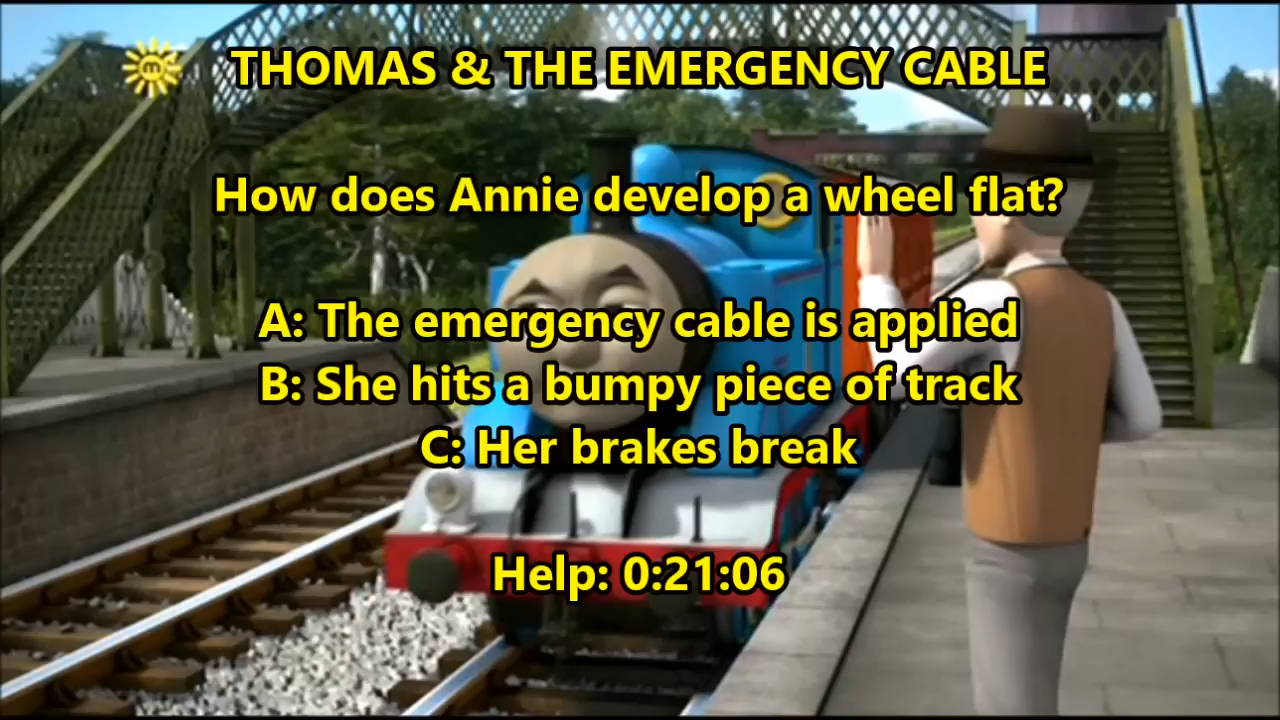 THOMAS & THE EMERGENCY CABLE
How does Annie develop a wheel flat?
A: The emergency cable is applied
B: She hits a bumpy piece of track
C: Her brakes break
Help: 0:21:06